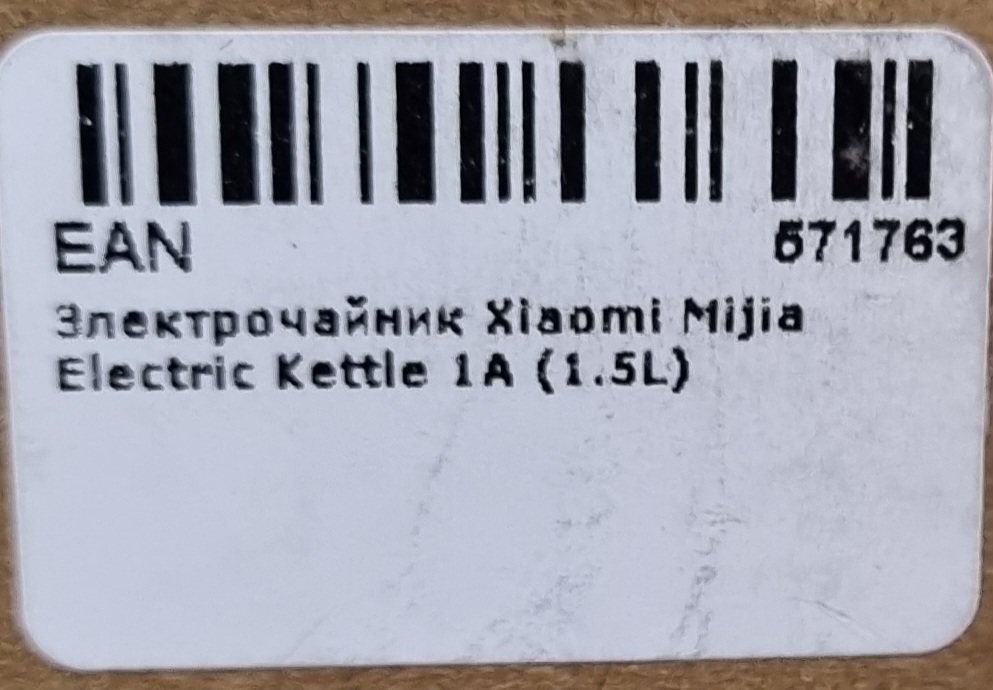 EAN 571763
Электрочайник Xiaomi Mijia
Electric Kettle 1A (1.5L)